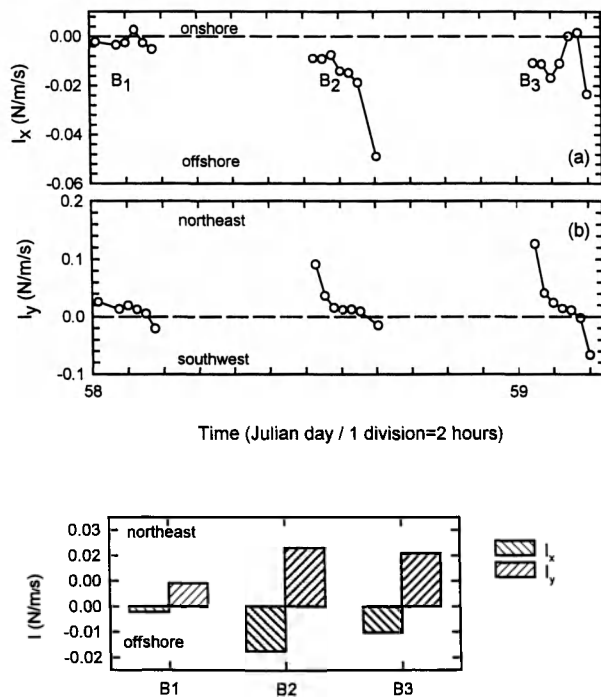 0.00
-0.02
-0.04
-0.06
Ix (N/m/s)
onshore
B1
B2
B3
offshore
(a)
0.2
0.1
0.0
-0.1
Iy (N/m/s)
northeast
(b)
southwest
58
59
Time (Julian day / 1 division=2 hours)
0.03
0.02
0.00
0.00
-0.01
-0.02
I (N/m/s)
northeast
offshore
B1
B2
B3
Ix
Iy